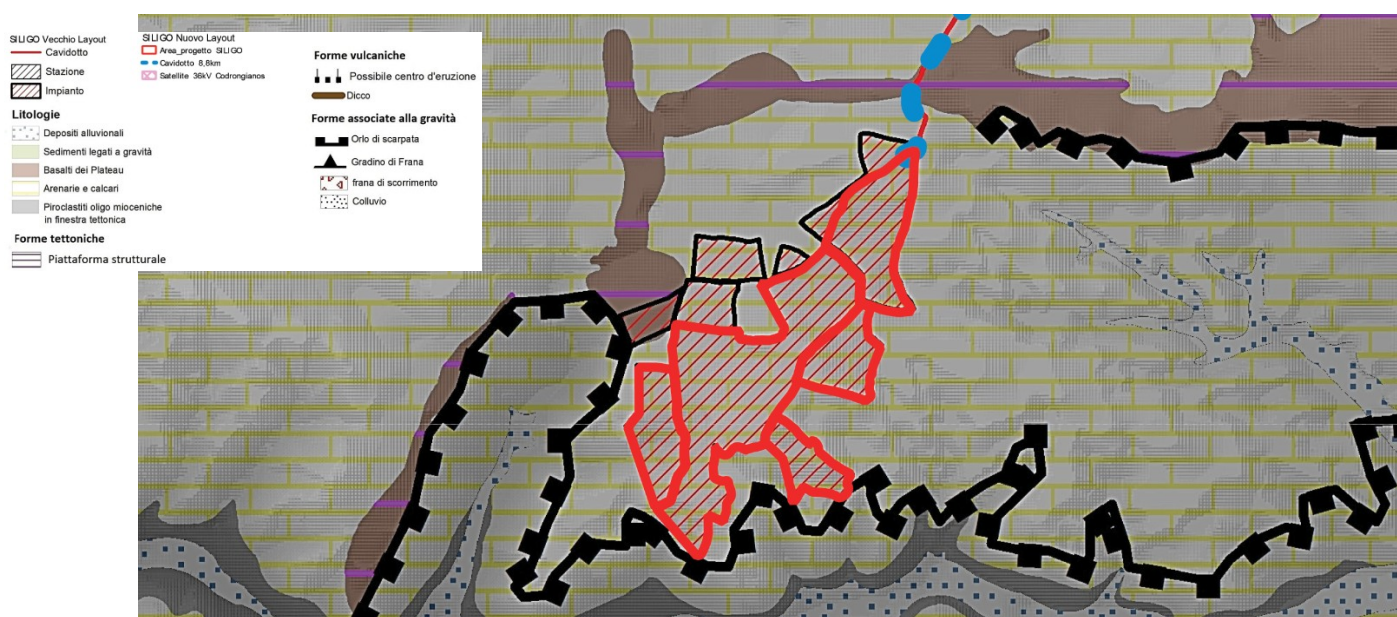 SILIGO Vecchio Layout
Cavidotto
Stazione
Impianto
Litologie
Depositi alluvionali
Sedimenti legati a gravità
Basalti dei Plateau
Arenarie e calcari
Piroclastiti oligo mioceniche
in finestra tettonica
Forme tettoniche
Piattaforma strutturale
SILIGO Nuovo Layout
Area_progetto SILIGO
Cavidotto 8,8km
Satellite 36kV Codrongianos
Forme vulcaniche
Possibile centro d'eruzione
Dicco
Forme associate alla gravità
Orlo di scarpata
Gradino di Frana
frana di scorrimento
Colluvio